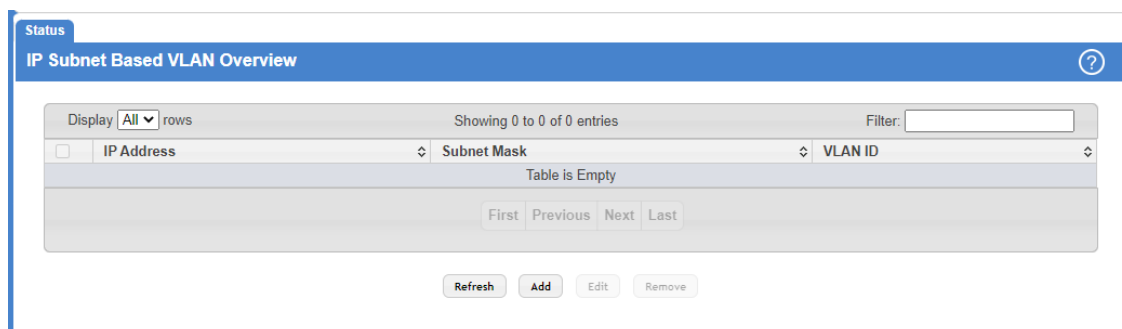 Status
IP Subnet Based VLAN Overview
?
Display All rows Showing 0 to 0 of 0 entries Filter:
IP Address Subnet Mask VLAN ID
Table is Empty
First Previous Next Last
Refresh Add Edit Remove